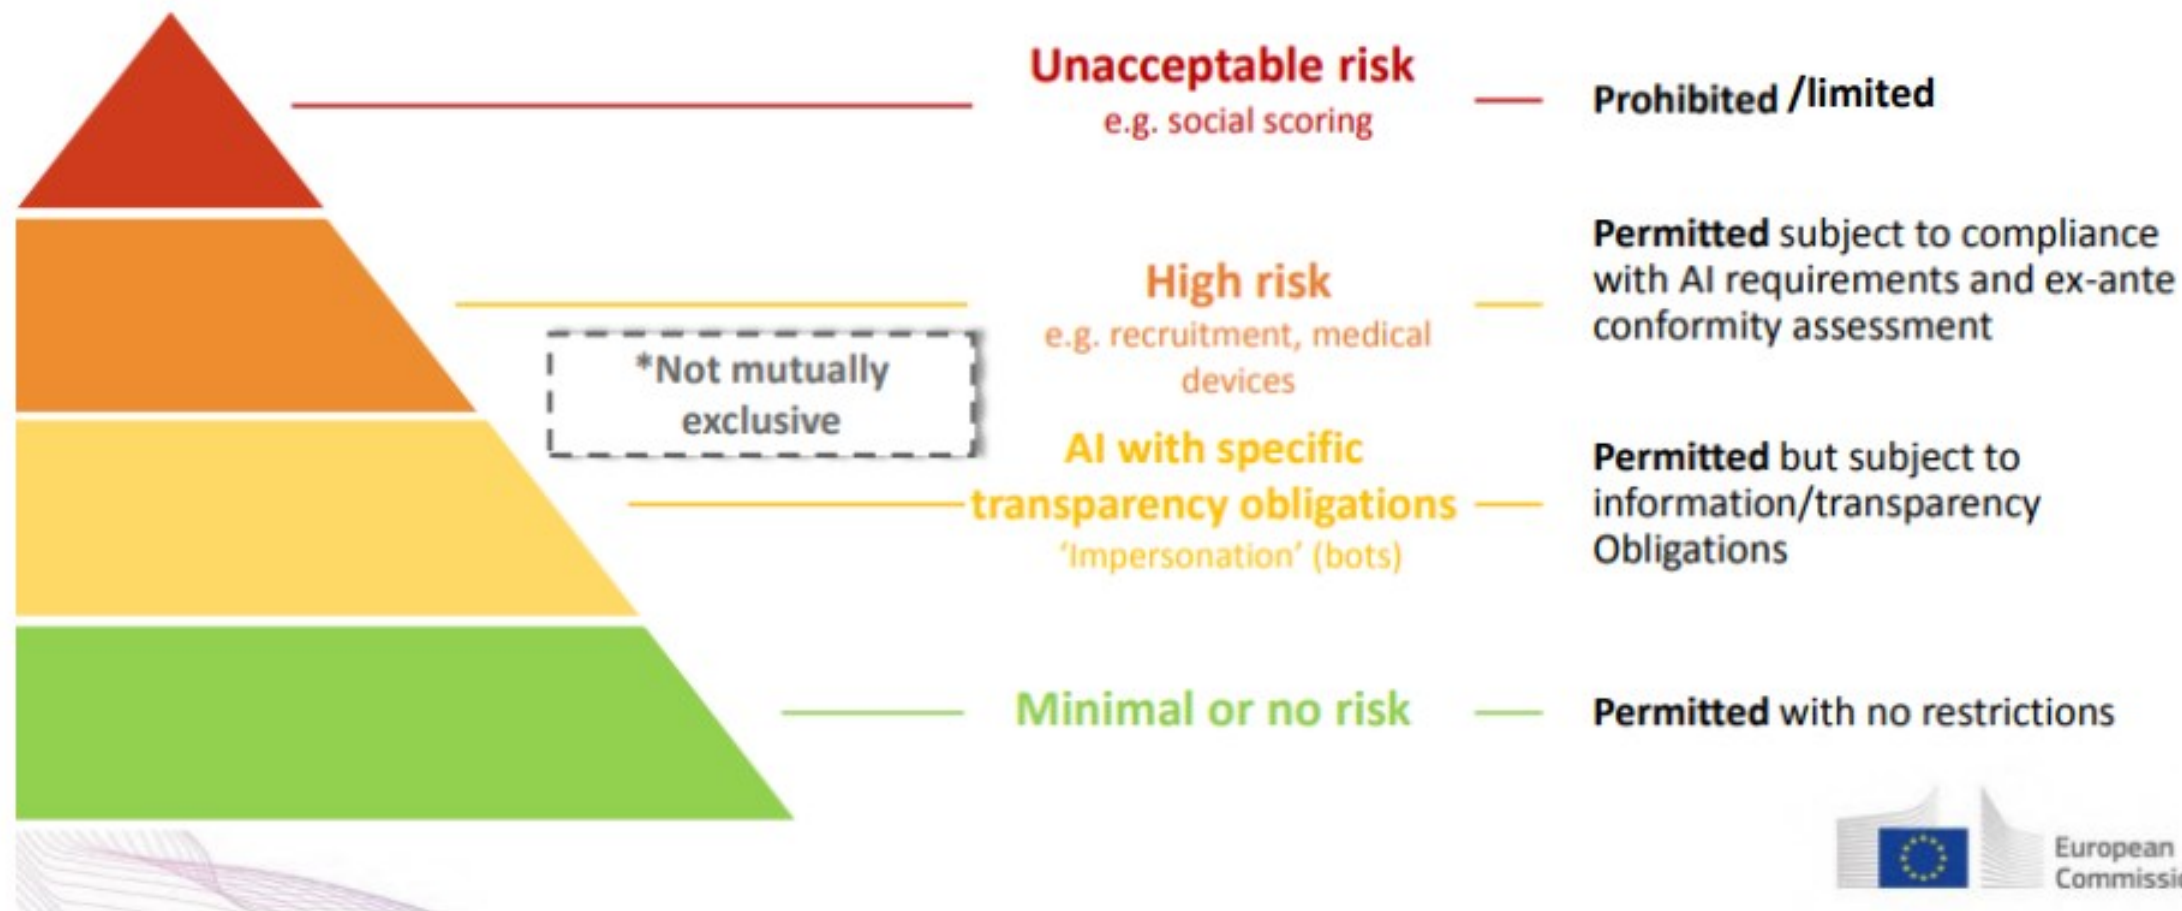 Unacceptable risk
e.g. social scoring
Prohibited /limited
High risk
e.g. recruitment, medical
devices
Permitted subject to compliance
with AI requirements and ex-ante
conformity assessment
*Not mutually
exclusive
AI with specific
transparency obligations
‘Impersonation’ (bots)
Permitted but subject to
information/transparency
Obligations
Minimal or no risk
Permitted with no restrictions
European